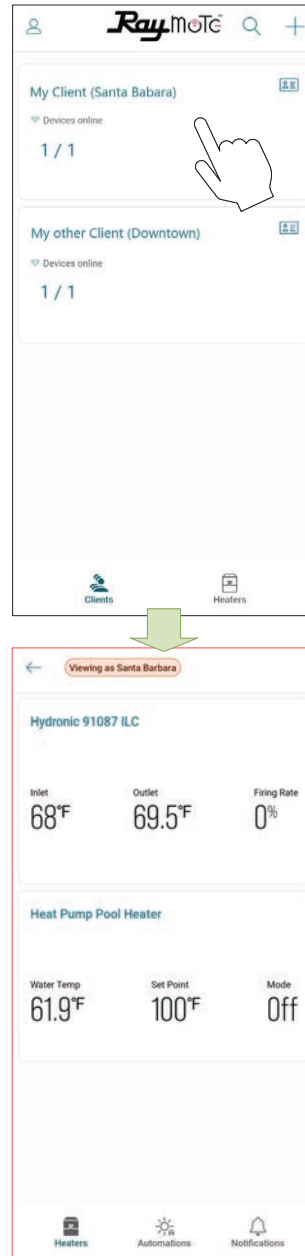 RaymoTe™
My Client (Santa Babara)
Devices online
1 / 1
My other Client (Downtown)
Devices online
1 / 1
Clients Heaters
Viewing as Santa Barbara
Hydronic 91087 ILC
Inlet Outlet Firing Rate
68°F 69.5°F 0%
Heat Pump Pool Heater
Water Temp Set Point Mode
61.9°F 100°F Off
Heaters Automations Notifications